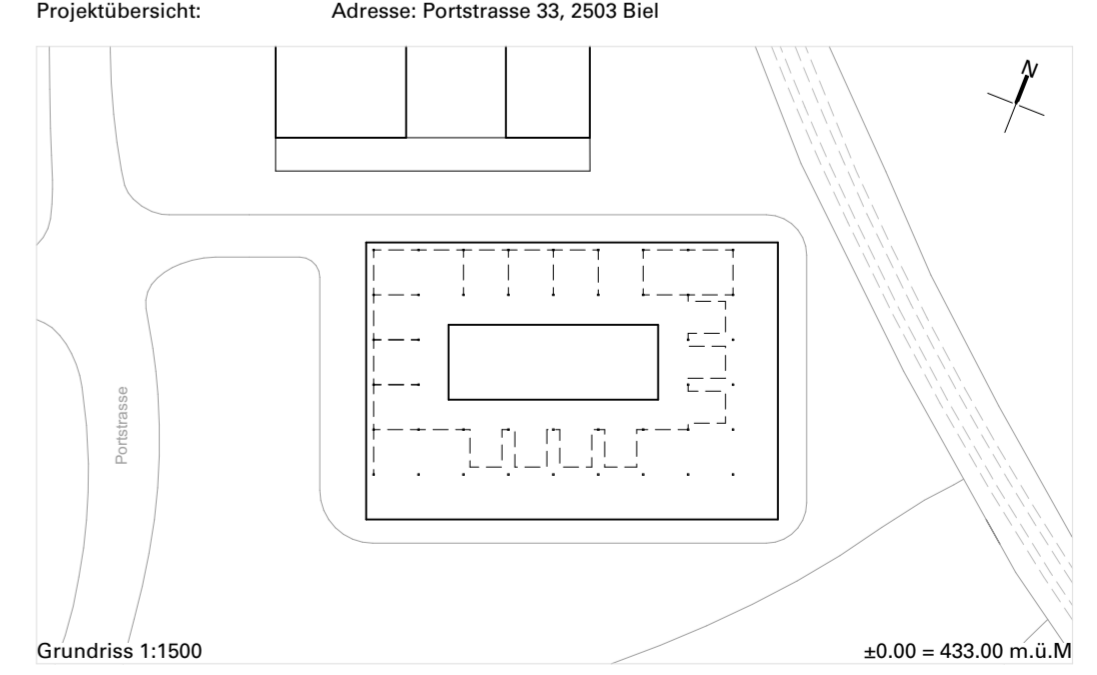 Projektübersicht: Adresse: Portstrasse 33, 2503 Biel
N
Portstrasse
Grundriss 1:1500 ±0.00 = 433.00 m.ü.M